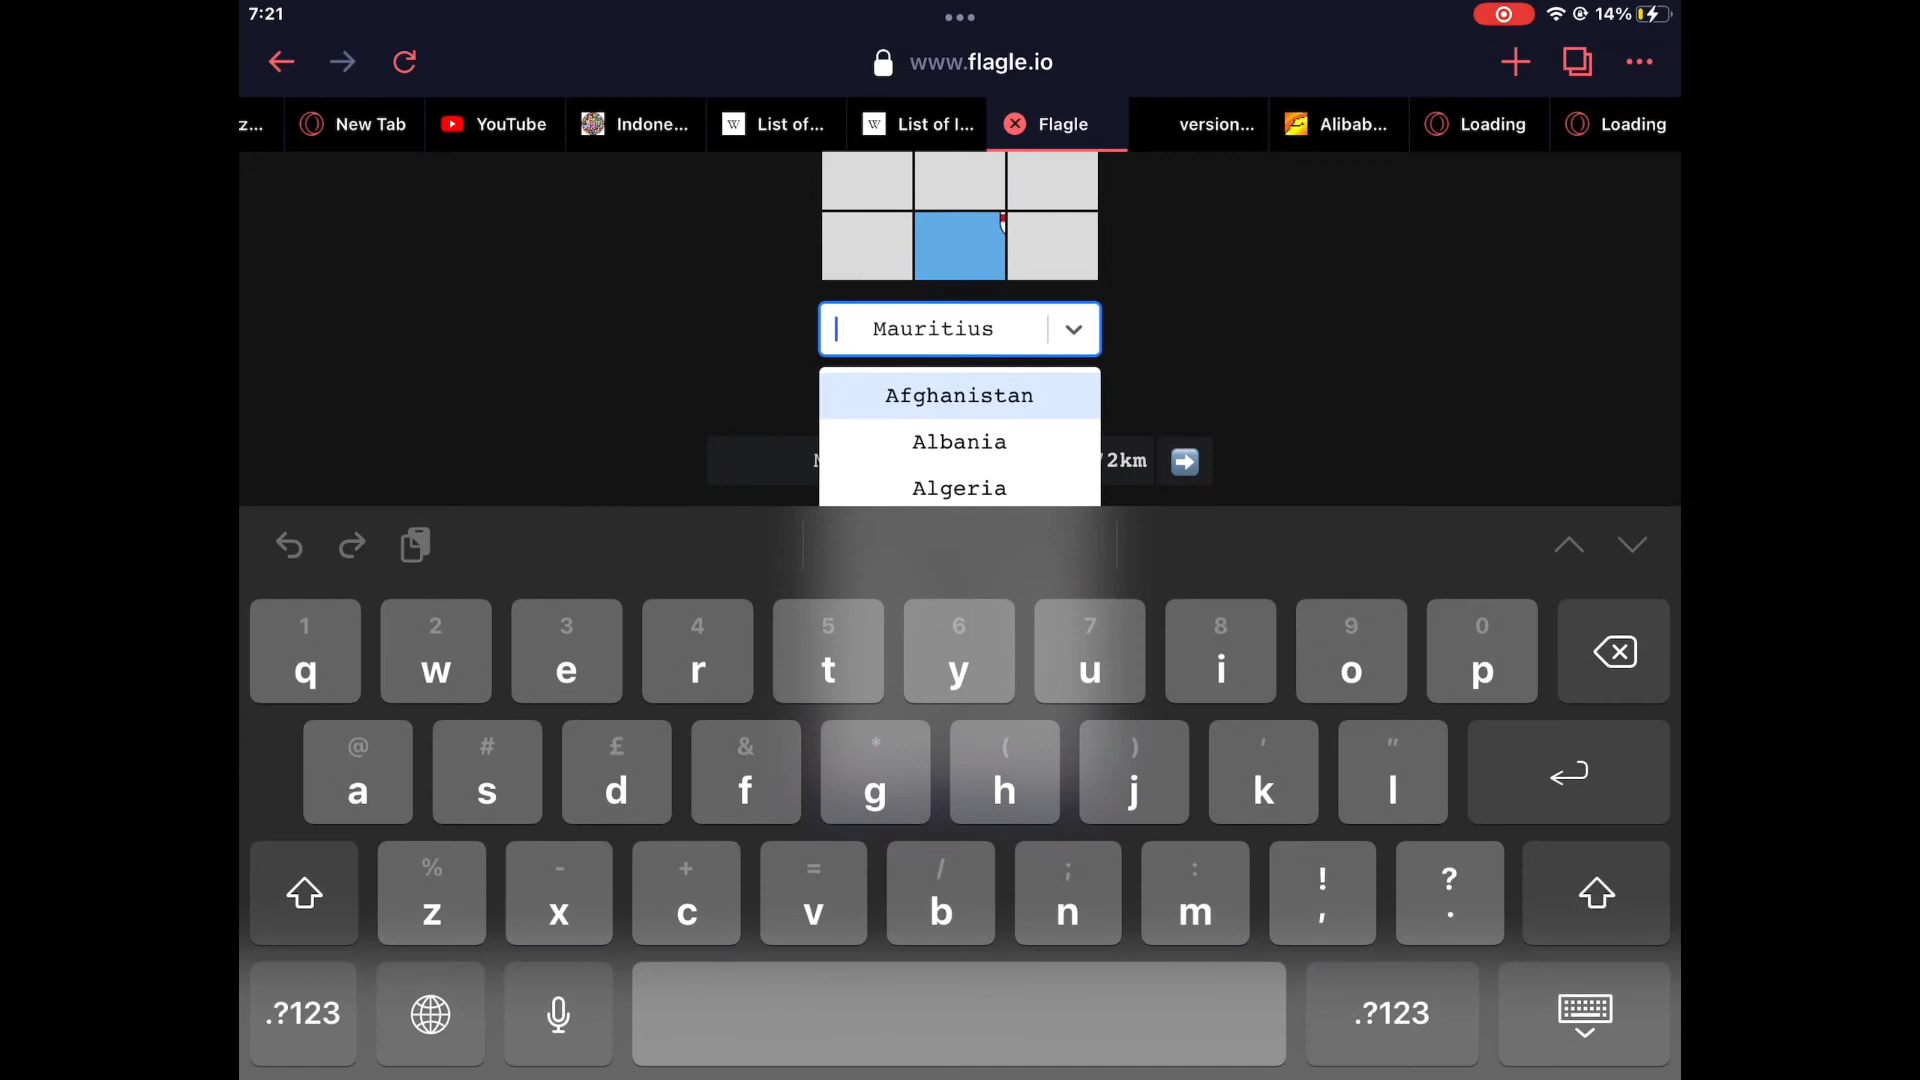 7:21
14%
www.flagle.io
z...
New Tab
YouTube
Indone...
List of...
List of I...
Flagle
version...
Alibab...
Loading
Loading
Mauritius
Afghanistan
Albania
2km
Algeria
1 2 3 4 5 6 7 8 9 0
q w e r t y u i o p
@ # £ & * ( ) ' "
a s d f g h j k l
% - + = / ; : ! ?
z x c v b n m , .
.?123
.?123